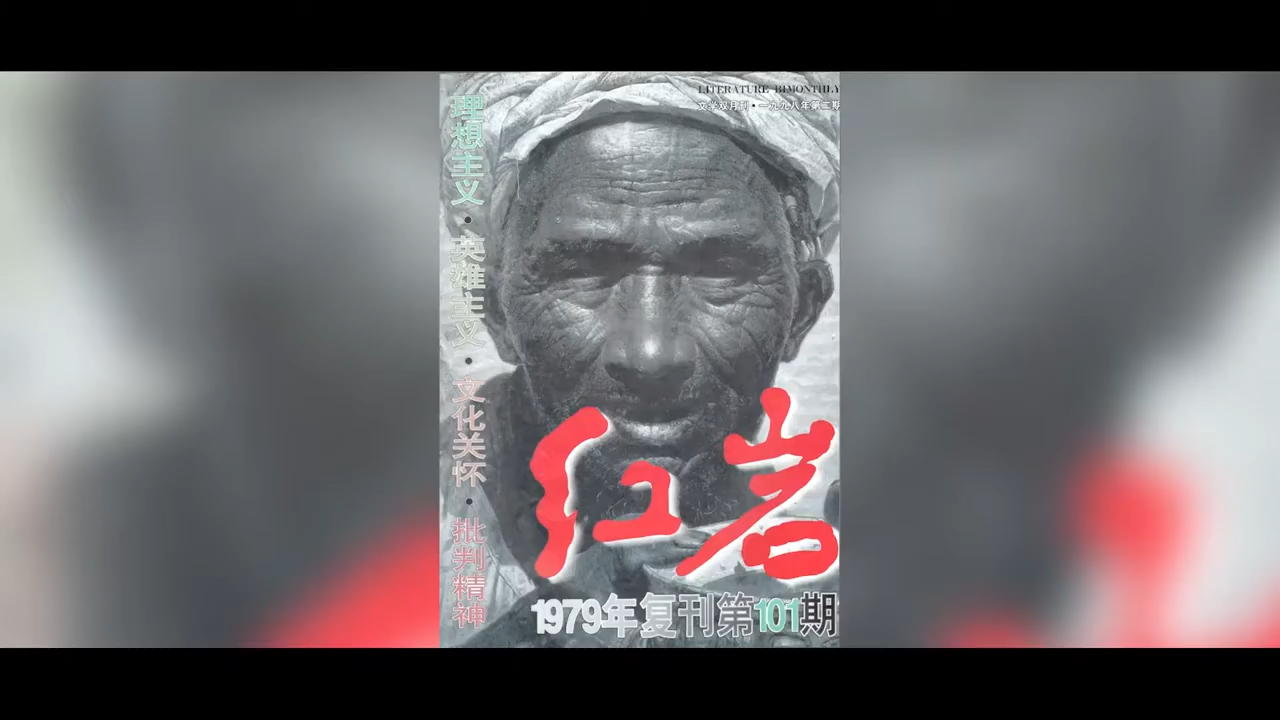 LITERATURE BIMONTHLY
文学双月刊·一九九八年第二期
理想主义·英雄主义·文化关怀·批判精神
红岩
1979年复刊第101期